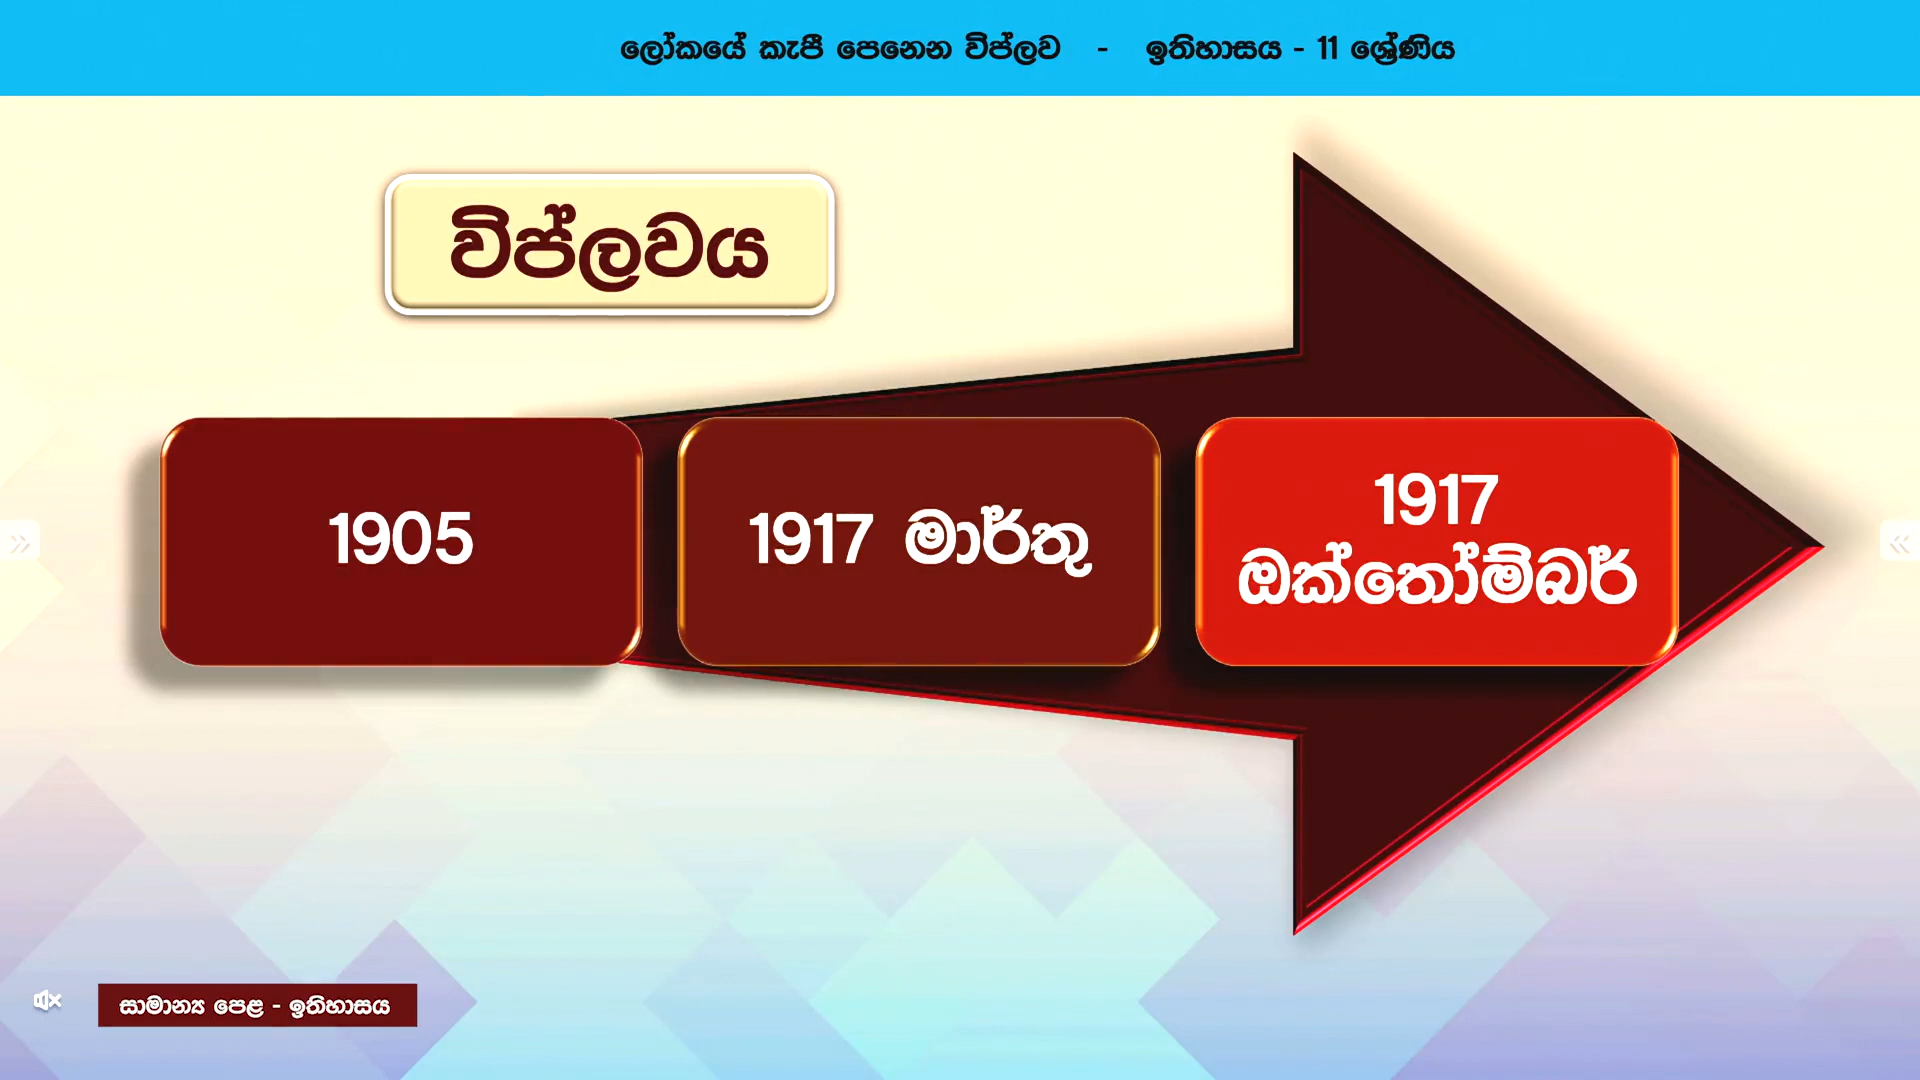 ලෝකයේ කැපී පෙනෙන විප්ලව - ඉතිහාසය - 11 ශ්‍රේණිය
විප්ලවය
1905
1917 මාර්තු
1917
ඔක්තෝම්බර්
සාමාන්‍ය පෙළ - ඉතිහාසය